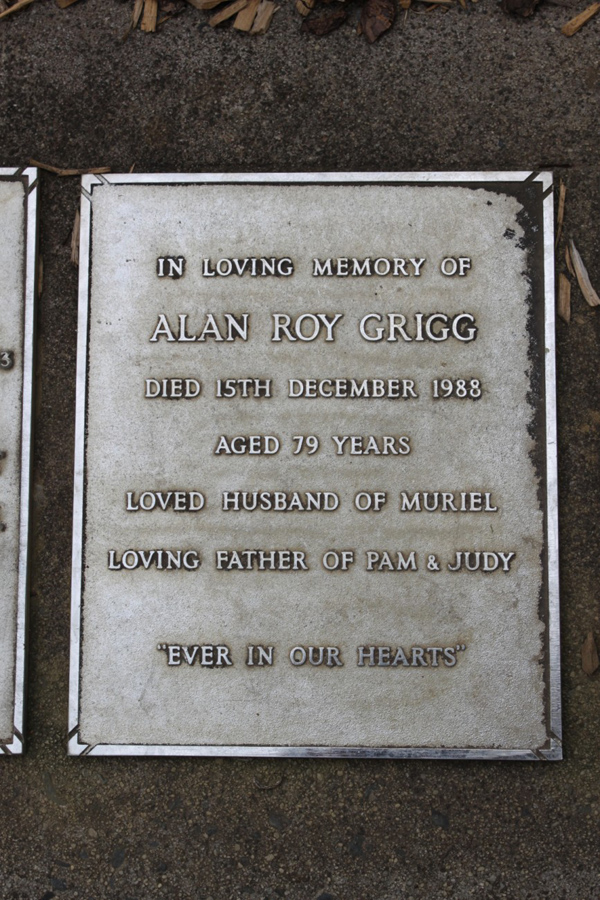 IN LOVING MEMORY OF
ALAN ROY GRIGG
DIED 15TH DECEMBER 1988
AGED 79 YEARS
LOVED HUSBAND OF MURIEL
LOVING FATHER OF PAM & JUDY
"EVER IN OUR HEARTS"
3